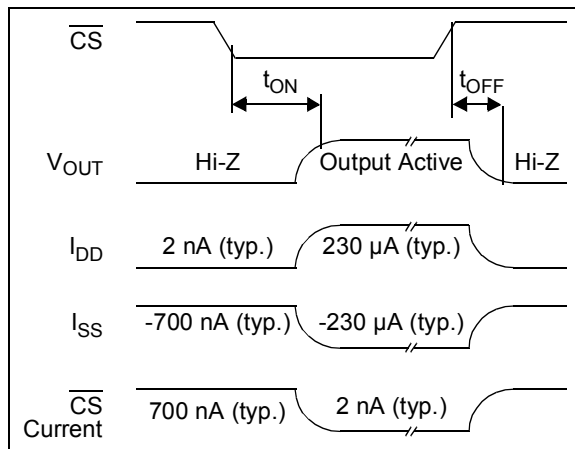 CS
tON
tOFF
VOUT
Hi-Z
Output Active
Hi-Z
IDD
2 nA (typ.)
230 µA (typ.)
ISS
-700 nA (typ.)
-230 µA (typ.)
CS
Current
700 nA (typ.)
2 nA (typ.)